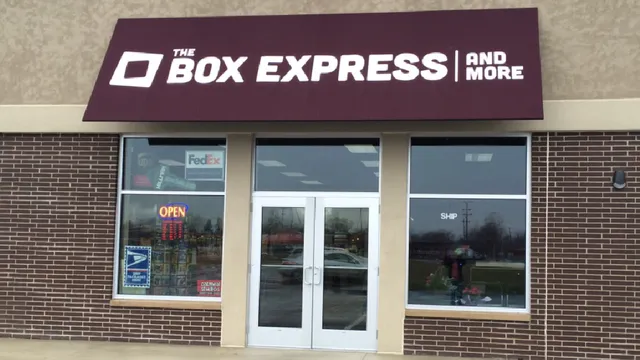 THE
BOX EXPRESS
AND
MORE
FedEx
OPEN
SHIP